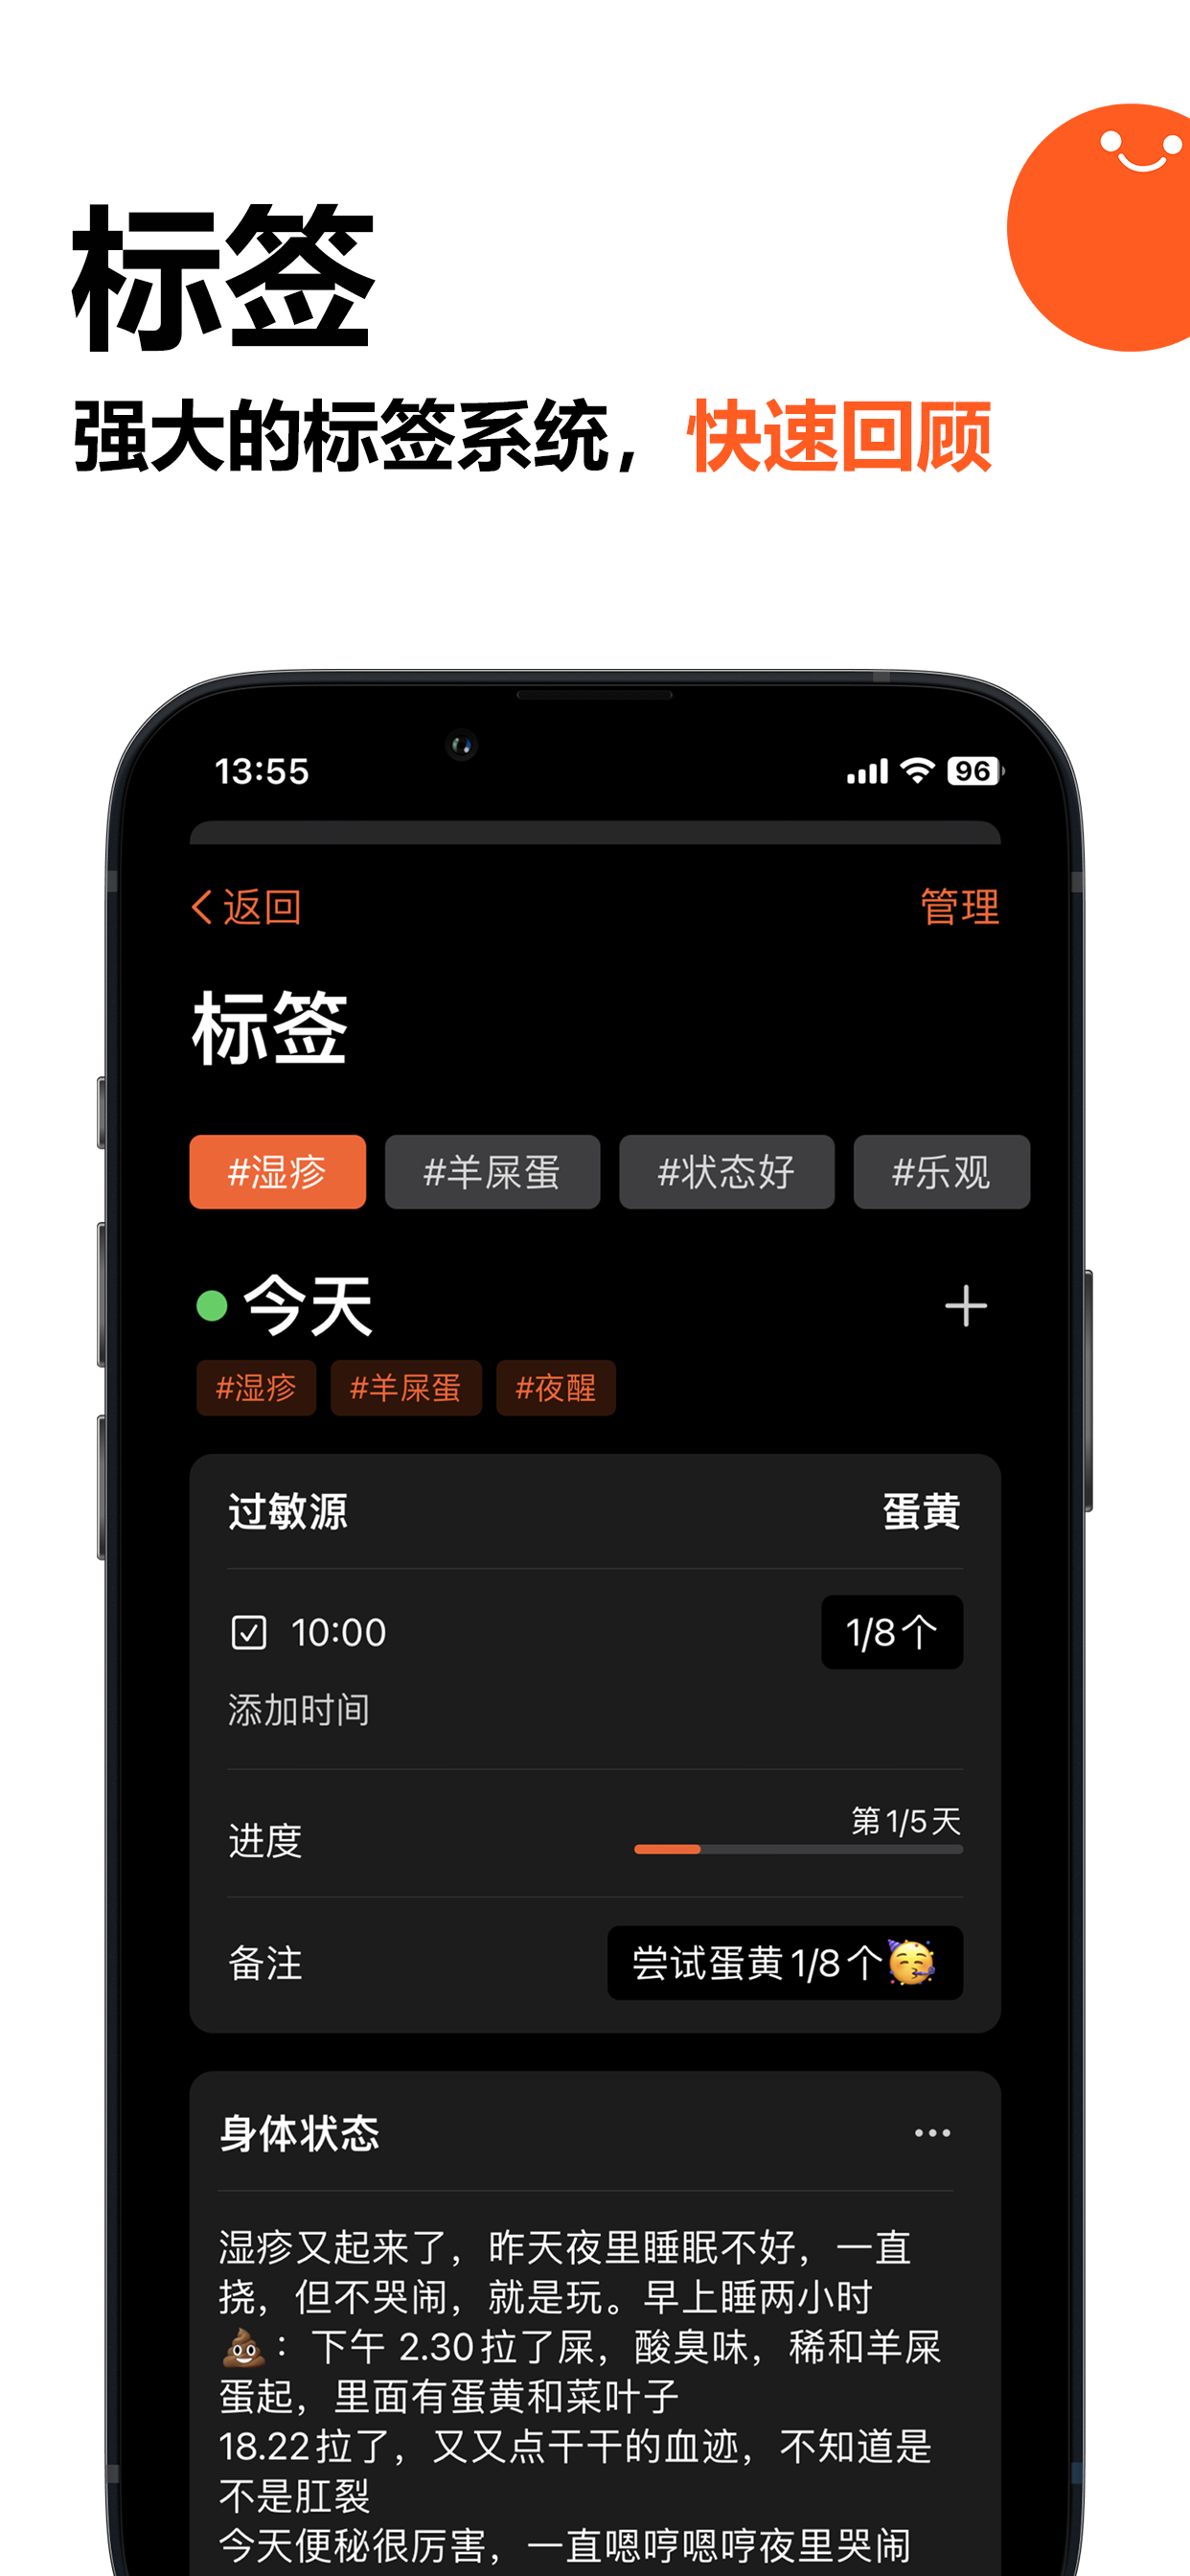 标签
强大的标签系统，快速回顾
13:55
96
返回
管理
标签
#湿疹
#羊屎蛋
#状态好
#乐观
今天
#湿疹
#羊屎蛋
#夜醒
过敏源
蛋黄
10:00
1/8个
添加时间
第1/5天
进度
备注
尝试蛋黄1/8个🥳
身体状态
湿疹又起来了，昨天夜里睡眠不好，一直
挠，但不哭闹，就是玩。早上睡两小时
💩：下午 2.30拉了屎，酸臭味，稀和羊屎
蛋起，里面有蛋黄和菜叶子
18.22拉了，又又点干干的血迹，不知道是
不是肛裂
今天便秘很厉害，一直嗯哼嗯哼夜里哭闹